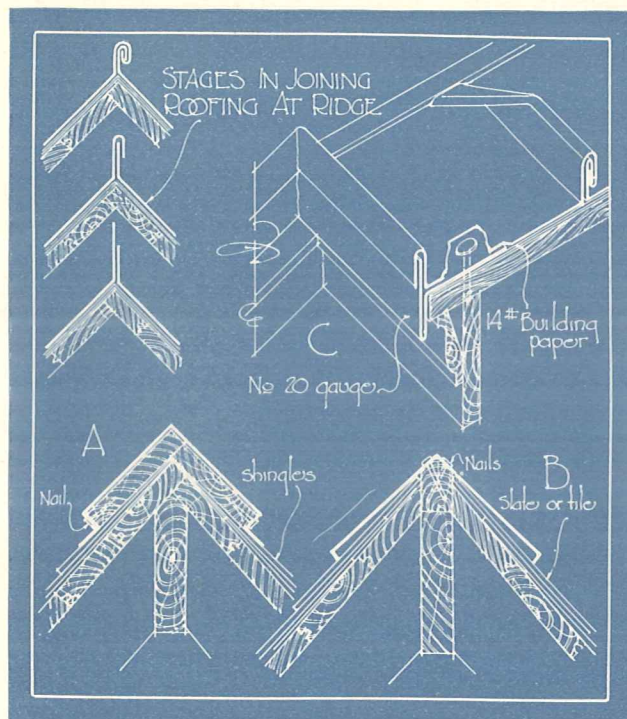 STAGES IN JOINING
ROOFING AT RIDGE
C
14# Building
paper
No 20 gauge
A
Nail
shingles
Nails
B
slate or tile